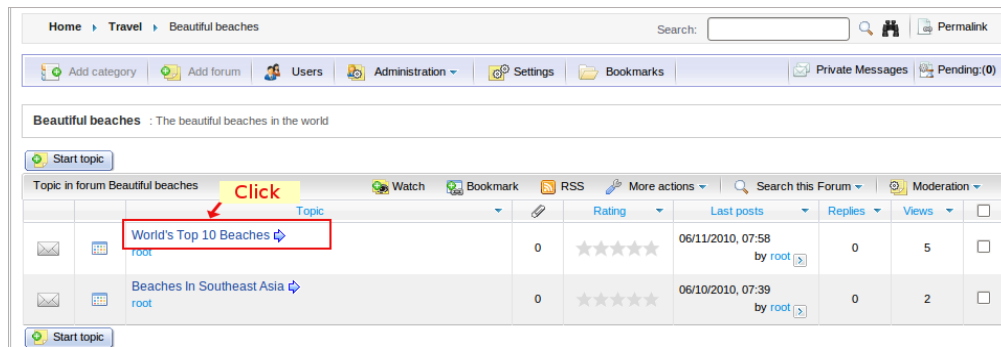 Home Travel Beautiful beaches Search: Permalink
Add category Add forum Users Administration Settings Bookmarks Private Messages Pending:(0)
Beautiful beaches : The beautiful beaches in the world
Start topic
Topic in forum Beautiful beaches Click Watch Bookmark RSS More actions Search this Forum Moderation
Topic Rating Last posts Replies Views
World's Top 10 Beaches 0 06/11/2010, 07:58 0 5
root by root
Beaches In Southeast Asia 0 06/10/2010, 07:39 0 2
root by root
Start topic